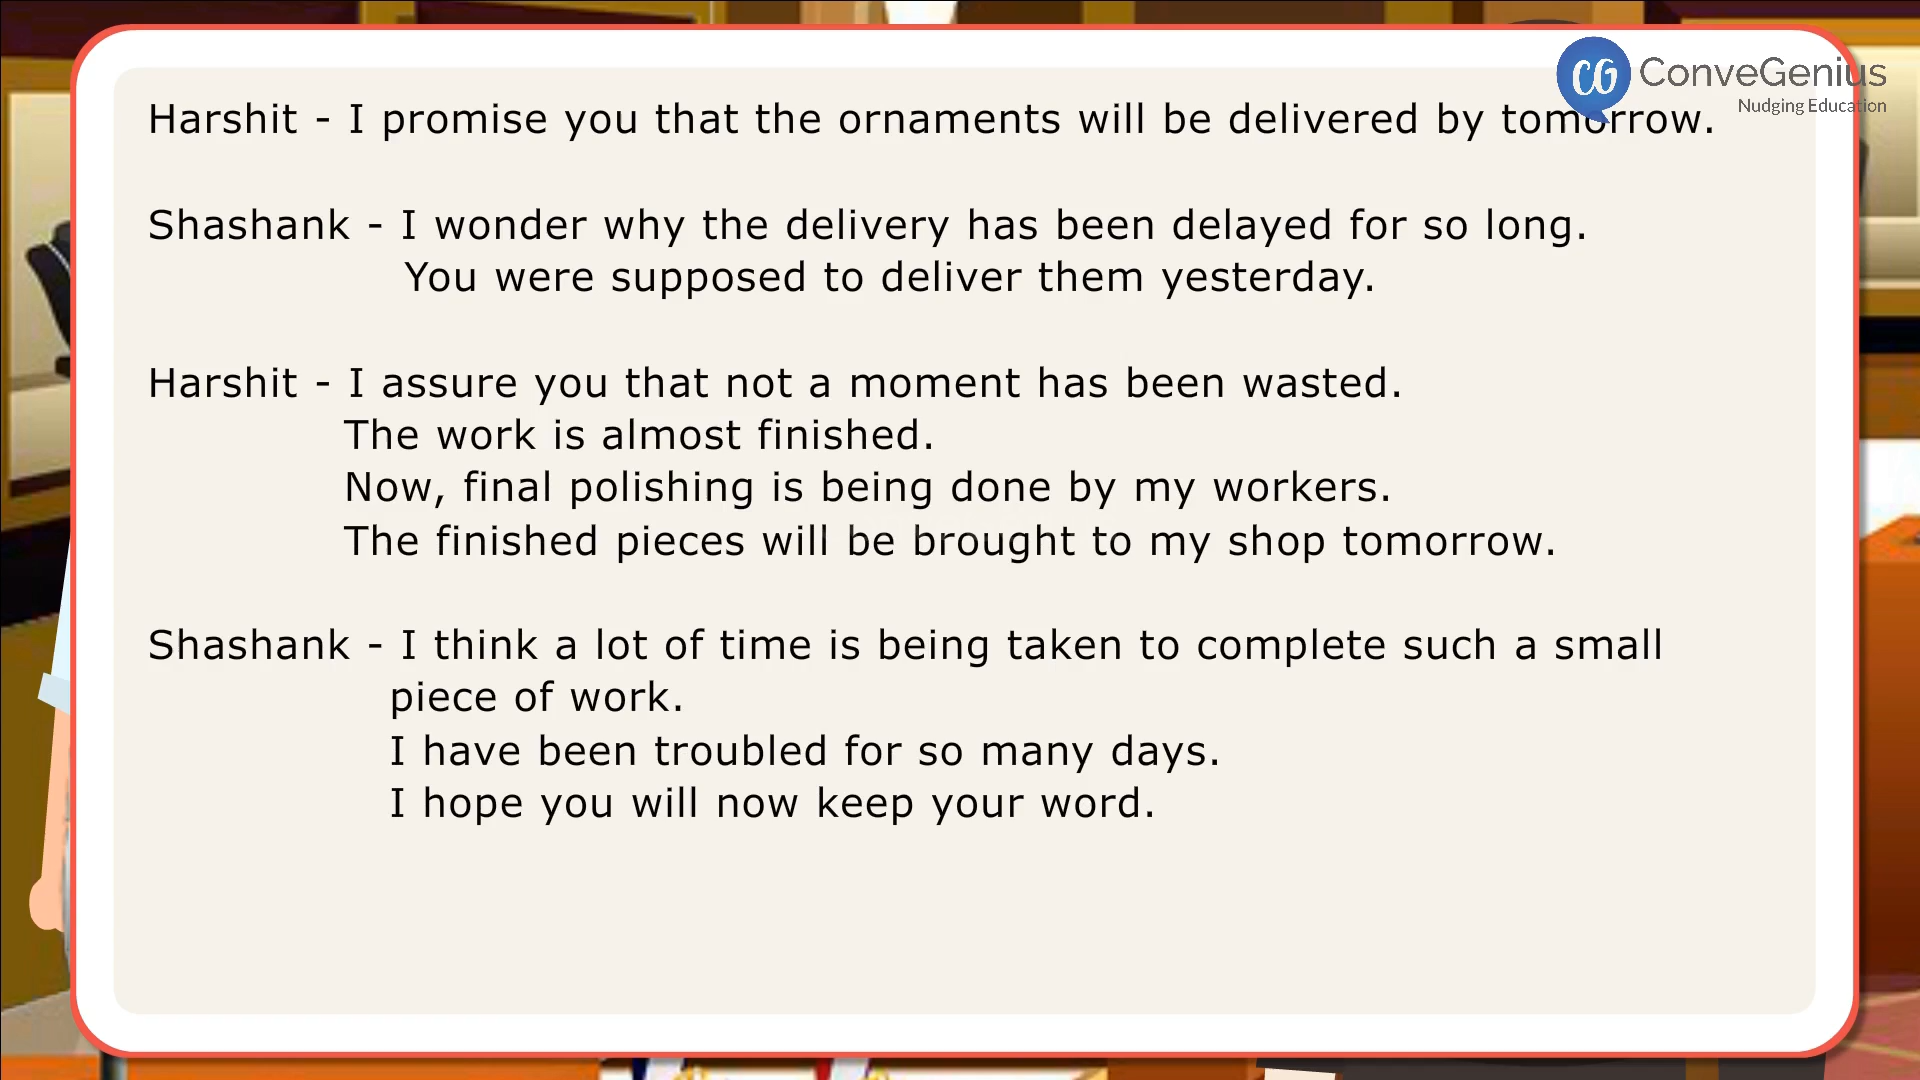 CG ConveGenius
Nudging Education
Harshit - I promise you that the ornaments will be delivered by tomorrow.
Shashank - I wonder why the delivery has been delayed for so long.
You were supposed to deliver them yesterday.
Harshit - I assure you that not a moment has been wasted.
The work is almost finished.
Now, final polishing is being done by my workers.
The finished pieces will be brought to my shop tomorrow.
Shashank - I think a lot of time is being taken to complete such a small
piece of work.
I have been troubled for so many days.
I hope you will now keep your word.